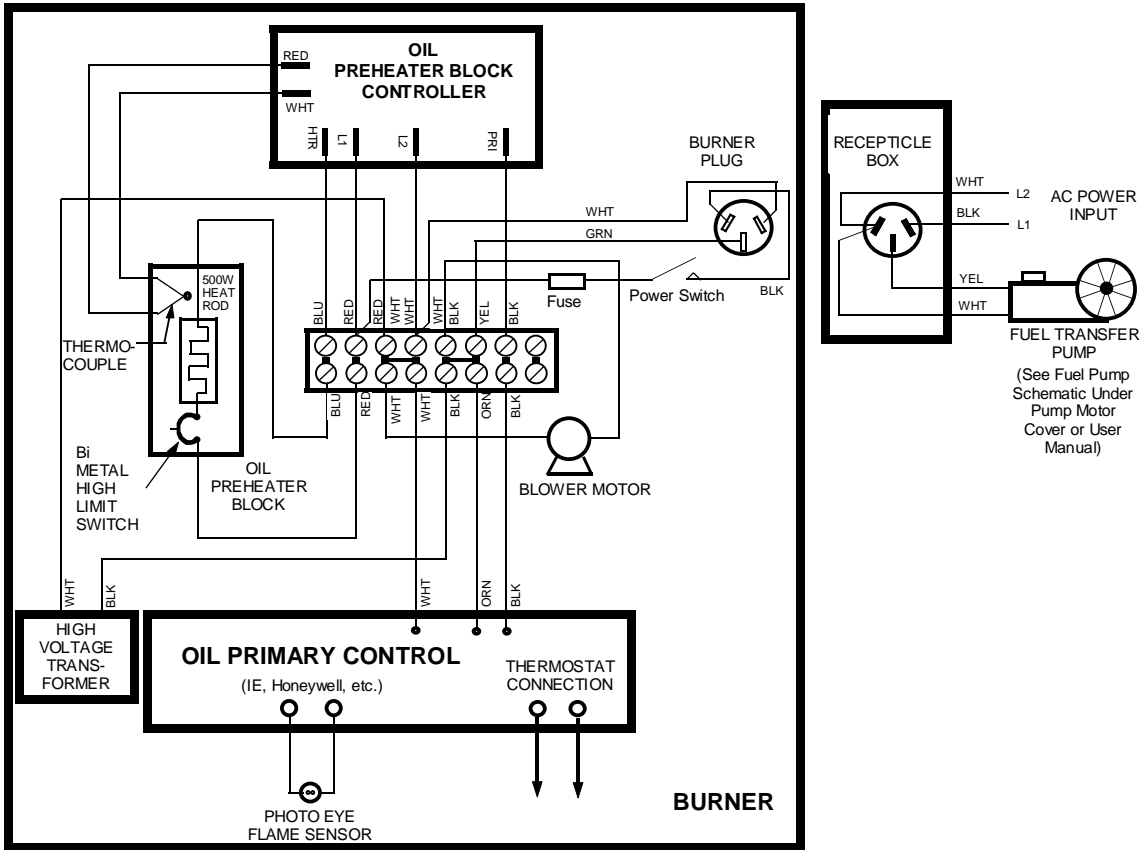 OIL
PREHEATER BLOCK
CONTROLLER
RED
WHT
HTR
L1
L2
PRI
BURNER
PLUG
WHT
GRN
BLK
Fuse
Power Switch
RECEPTICLE
BOX
WHT
L2
BLK
L1
AC POWER
INPUT
YEL
WHT
FUEL TRANSFER
PUMP
(See Fuel Pump
Schematic Under
Pump Motor
Cover or User
Manual)
500W
HEAT
ROD
THERMO-
COUPLE
Bi
METAL
HIGH
LIMIT
SWITCH
OIL
PREHEATER
BLOCK
BLU
RED
RED
WHT
WHT
WHT
BLK
YEL
BLK
BLU
RED
WHT
WHT
BLK
ORN
BLK
BLOWER MOTOR
WHT
BLK
WHT
ORN
BLK
HIGH
VOLTAGE
TRANS-
FORMER
OIL PRIMARY CONTROL
(IE, Honeywell, etc.)
THERMOSTAT
CONNECTION
PHOTO EYE
FLAME SENSOR
BURNER